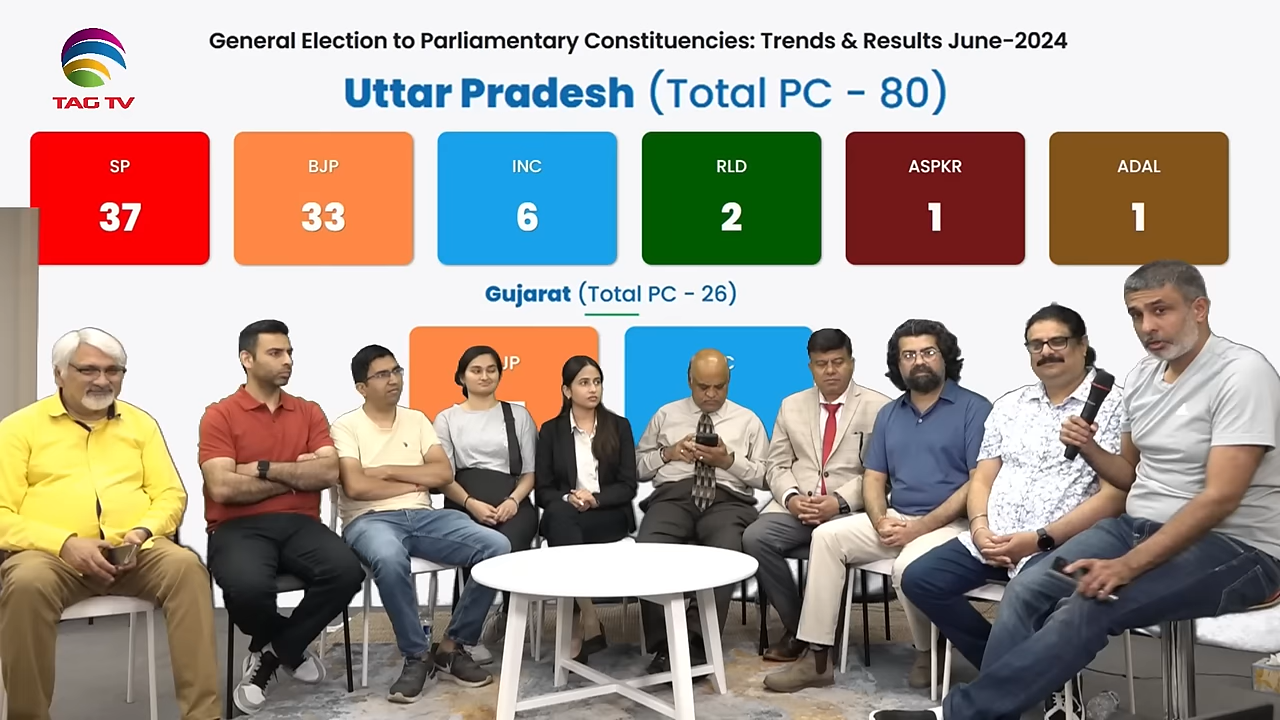 TAG TV
General Election to Parliamentary Constituencies: Trends & Results June-2024
Uttar Pradesh (Total PC - 80)
SP
BJP
INC
RLD
ASPKR
ADAL
37
33
6
2
1
1
Gujarat (Total PC - 26)
JP
C